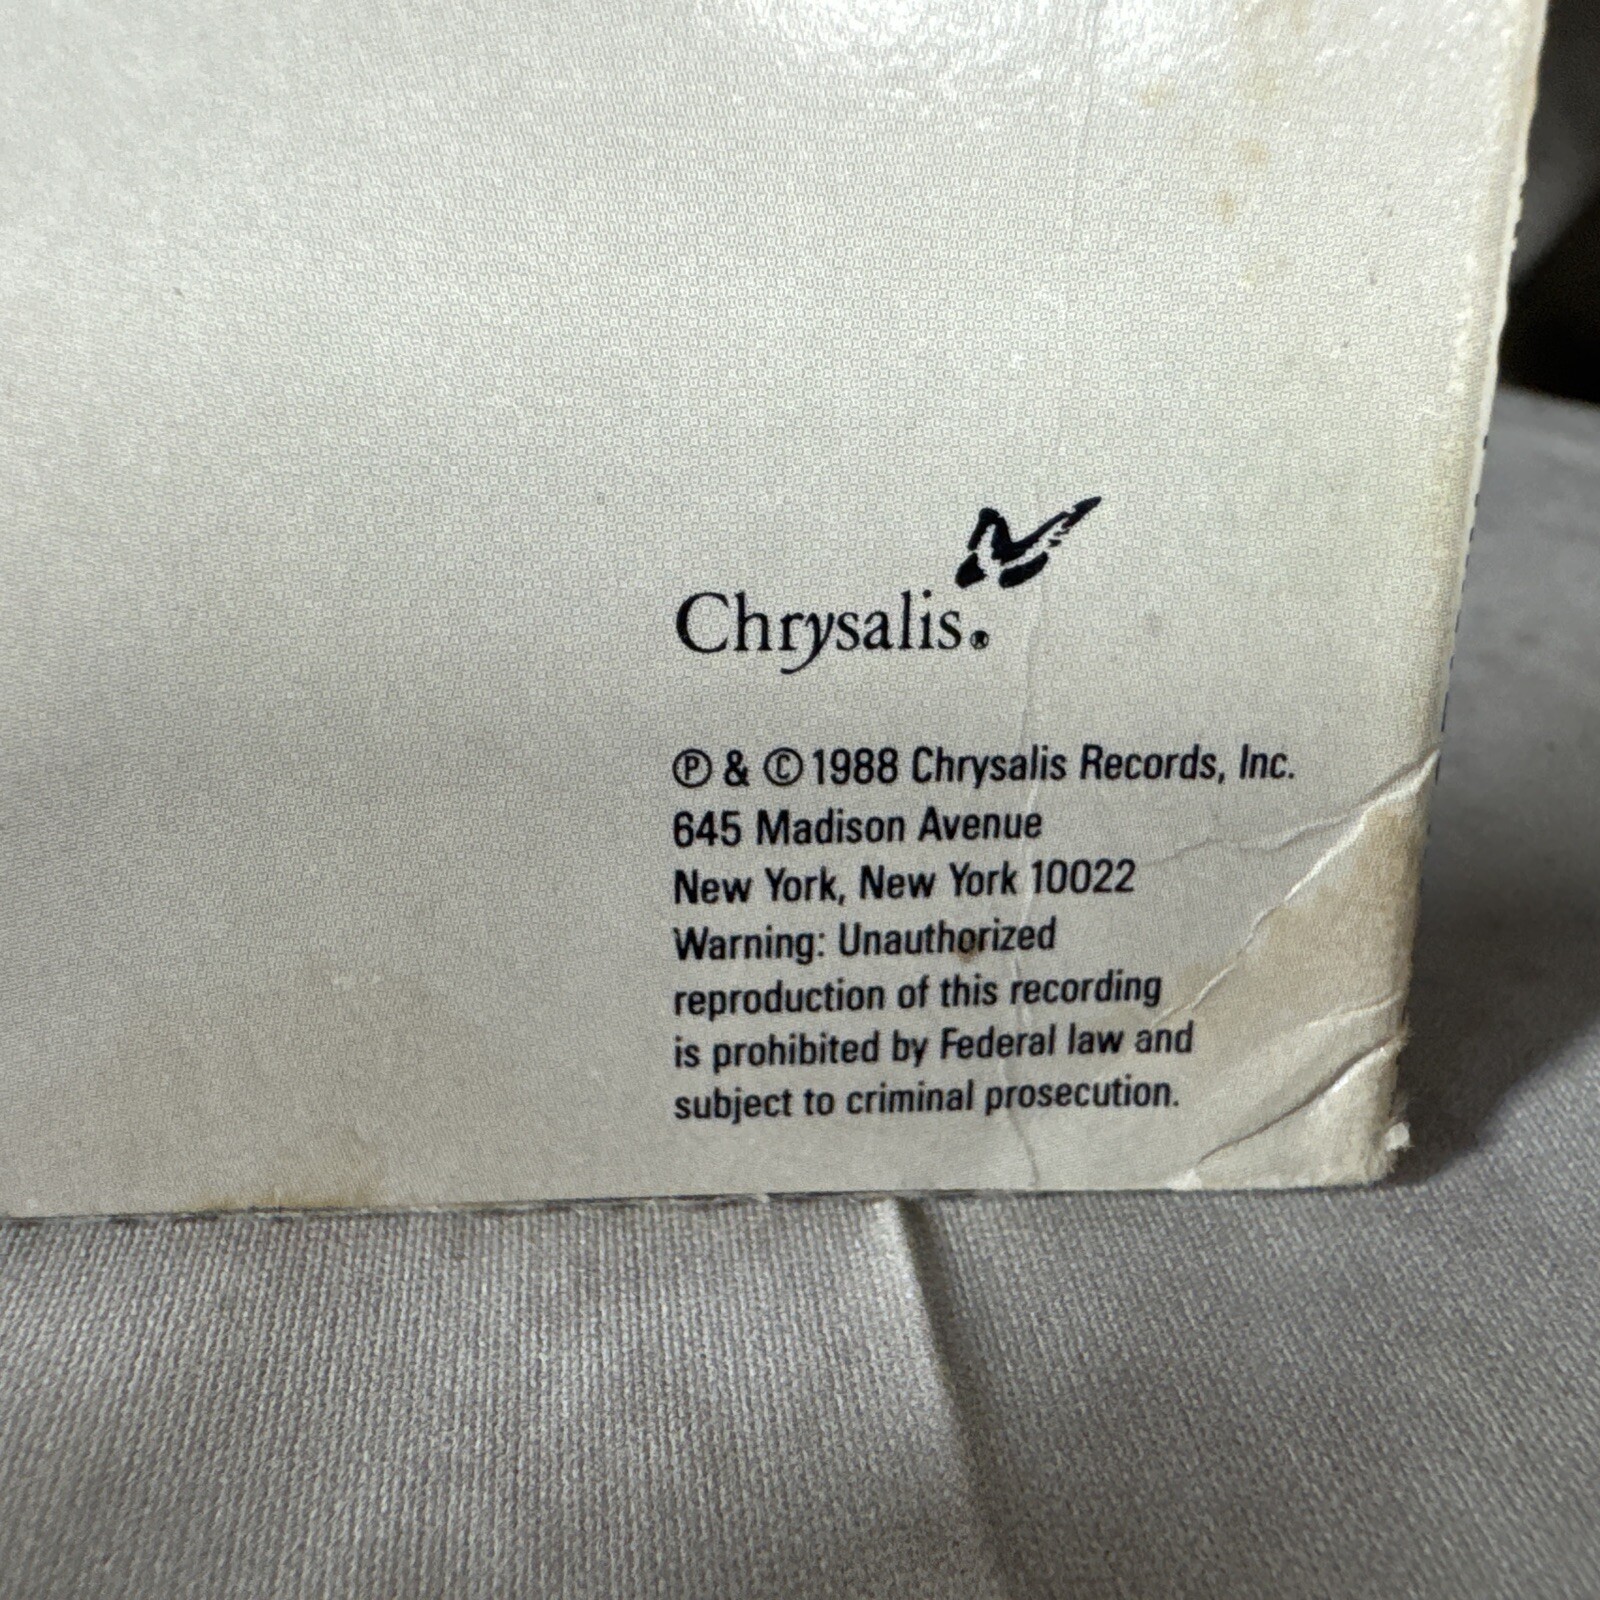 Chrysalis®
℗ & © 1988 Chrysalis Records, Inc.
645 Madison Avenue
New York, New York 10022
Warning: Unauthorized
reproduction of this recording
is prohibited by Federal law and
subject to criminal prosecution.